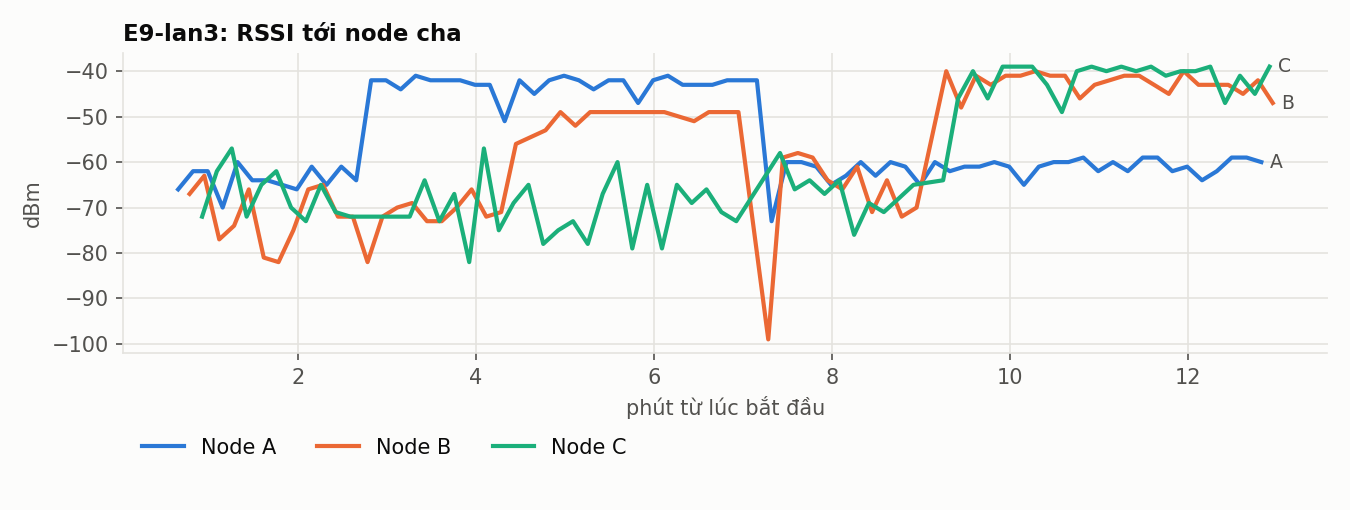 E9-lan3: RSSI tới node cha
dBm
−40
−50
−60
−70
−80
−90
−100
C
B
A
2 4 6 8 10 12
phút từ lúc bắt đầu
Node A Node B Node C